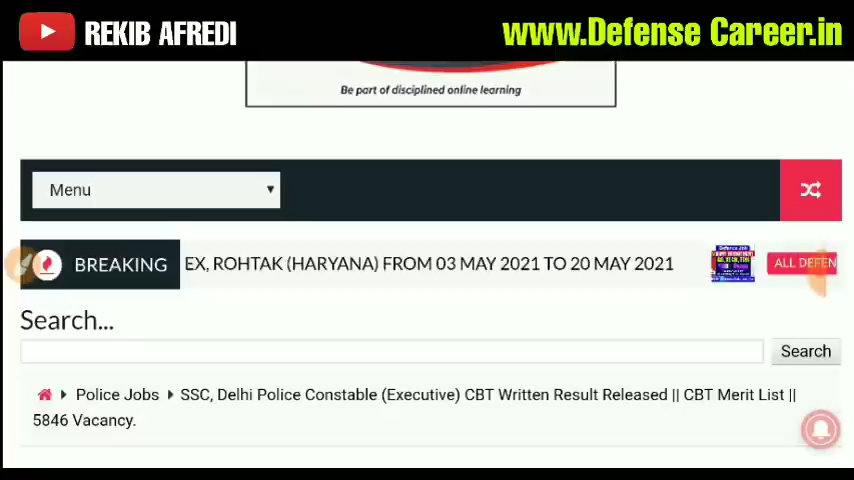 REKIB AFREDI
www.Defense Career.in
Be part of disciplined online learning
Menu
BREAKING
EX, ROHTAK (HARYANA) FROM 03 MAY 2021 TO 20 MAY 2021
ALL DEFEN
Search...
Search
Police Jobs
SSC, Delhi Police Constable (Executive) CBT Written Result Released || CBT Merit List ||
5846 Vacancy.